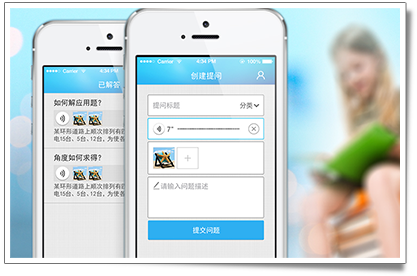 Carrier
4:34 PM
已解答
如何解应用题?
某环形道路上顺次排列有
电15台、5台、12台，为使各
角度如何求得?
某环形道路上顺次排列有
电15台、5台、12台，为使
Carrier
4:34 PM
100%
创建提问
提问标题
分类
7"
请输入问题描述
提交问题